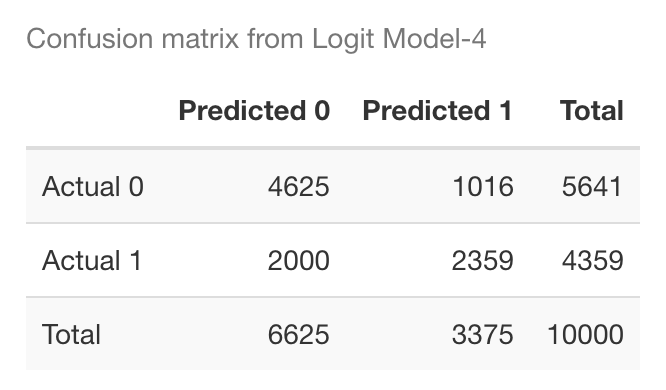 Confusion matrix from Logit Model-4
Predicted 0 Predicted 1 Total
Actual 0 4625 1016 5641
Actual 1 2000 2359 4359
Total 6625 3375 10000